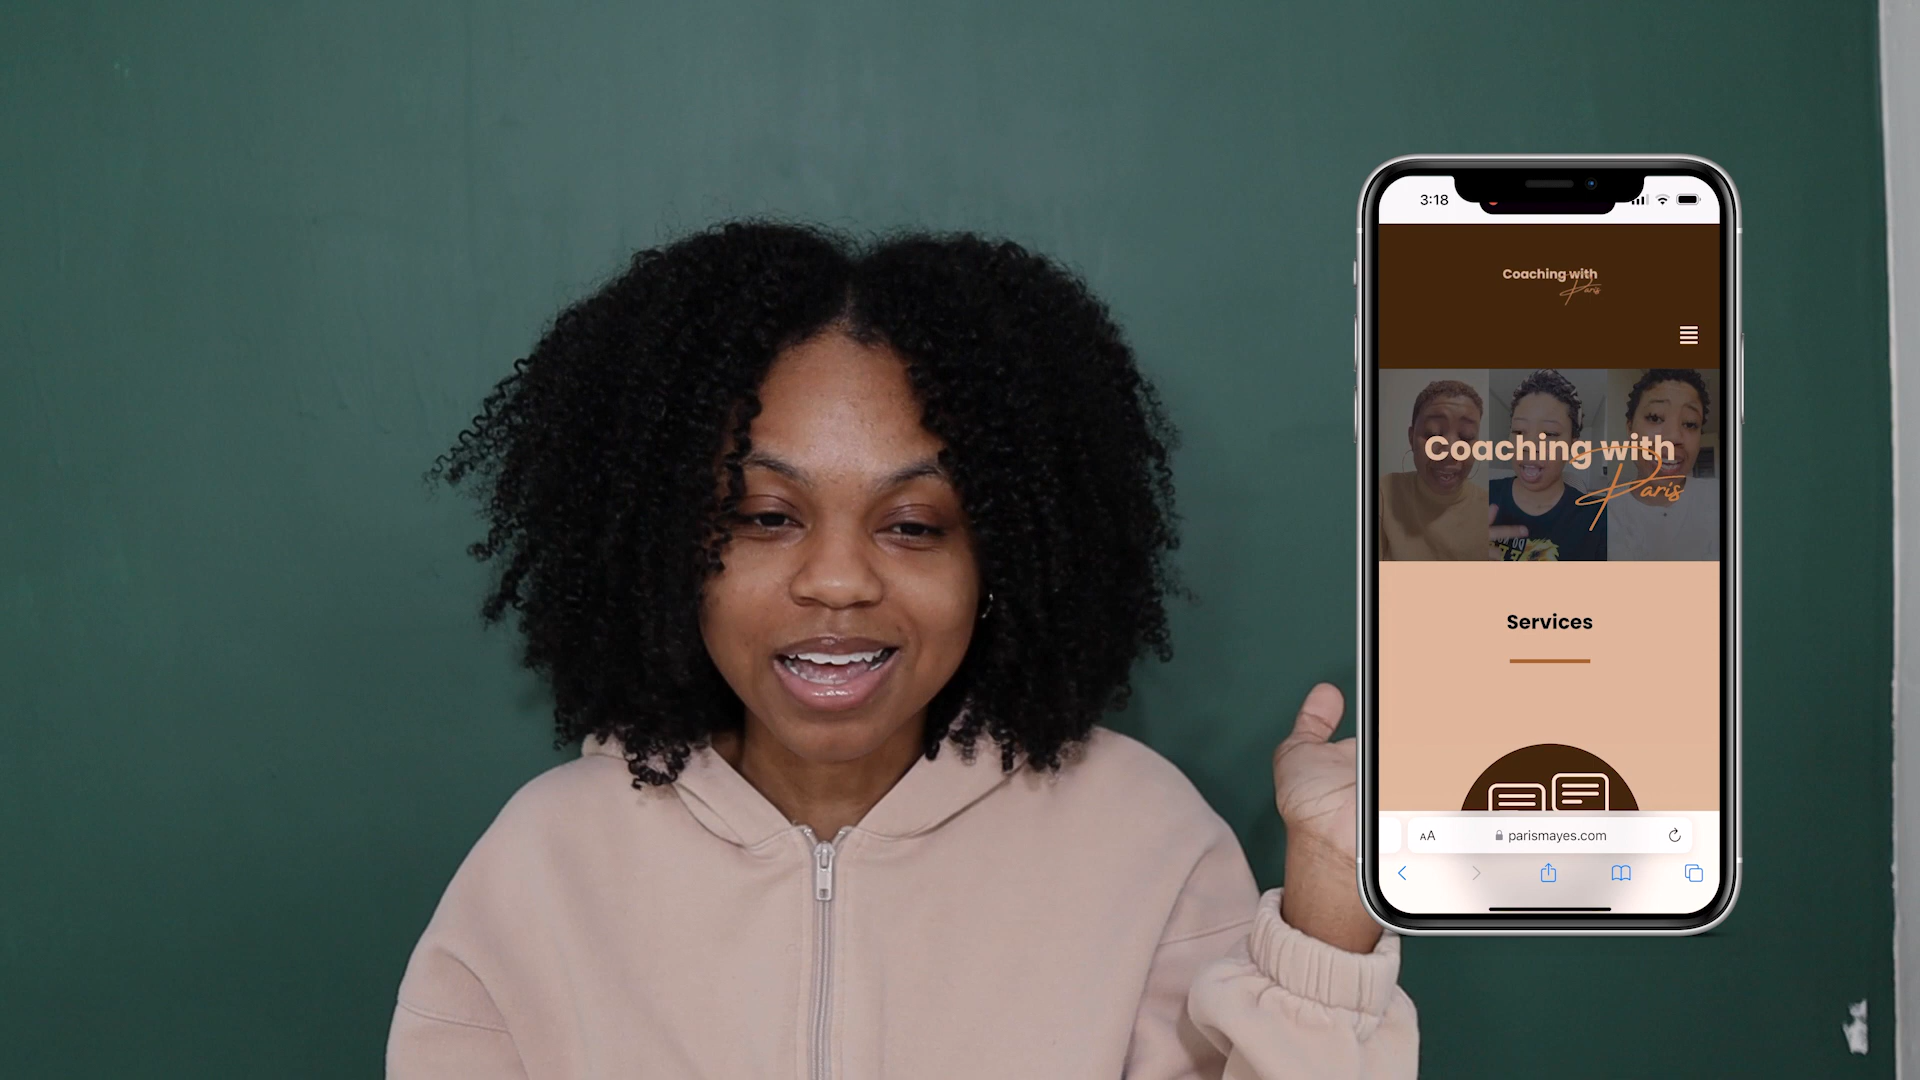 3:18
Coaching with
Paris
Coaching with
Paris
Services
AA
parismayes.com